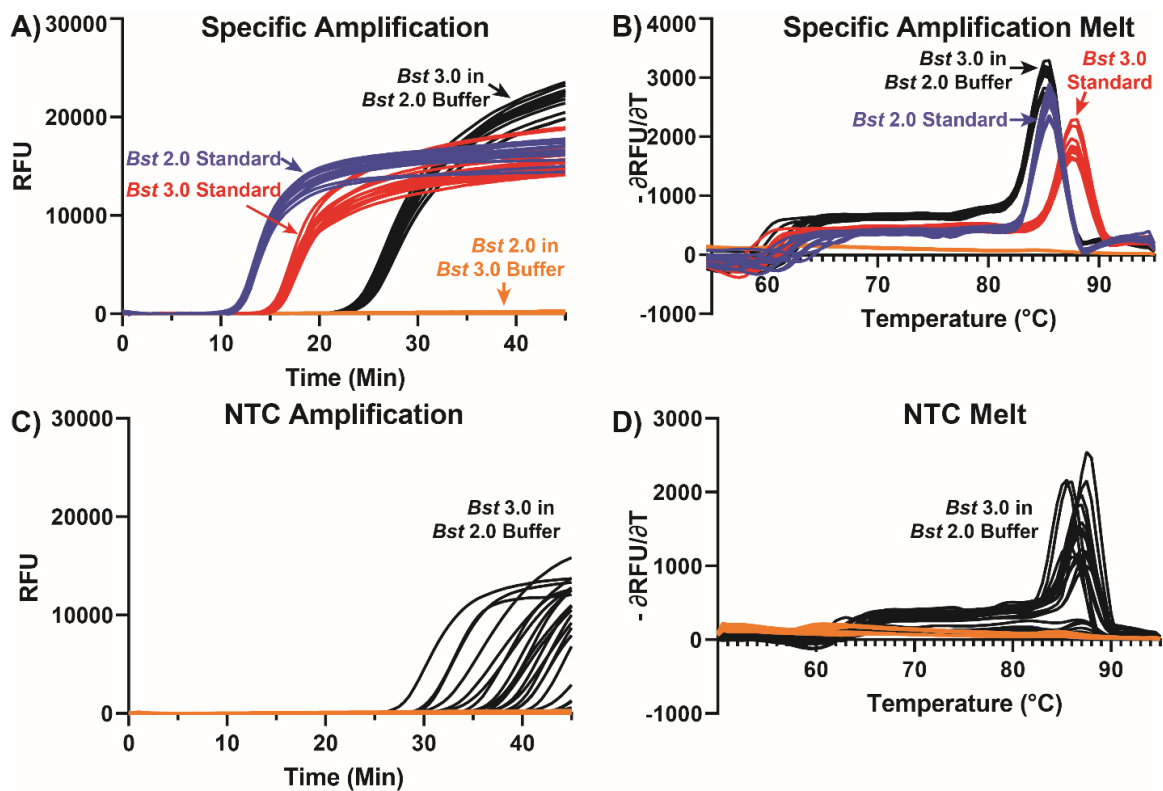 A) Specific Amplification
30000
20000
10000
0
RFU
Bst 3.0 in
Bst 2.0 Buffer
Bst 2.0 Standard
Bst 3.0 Standard
Bst 2.0 in
Bst 3.0 Buffer
0 10 20 30 40
Time (Min)
B) Specific Amplification Melt
4000
3000
2000
1000
0
-1000
- ∂RFU/∂T
Bst 3.0 in
Bst 2.0 Buffer
Bst 3.0
Standard
Bst 2.0 Standard
60 70 80 90
Temperature (°C)
C) NTC Amplification
30000
20000
10000
0
RFU
Bst 3.0 in
Bst 2.0 Buffer
0 10 20 30 40
Time (Min)
D) NTC Melt
3000
2000
1000
0
-1000
- ∂RFU/∂T
Bst 3.0 in
Bst 2.0 Buffer
60 70 80 90
Temperature (°C)